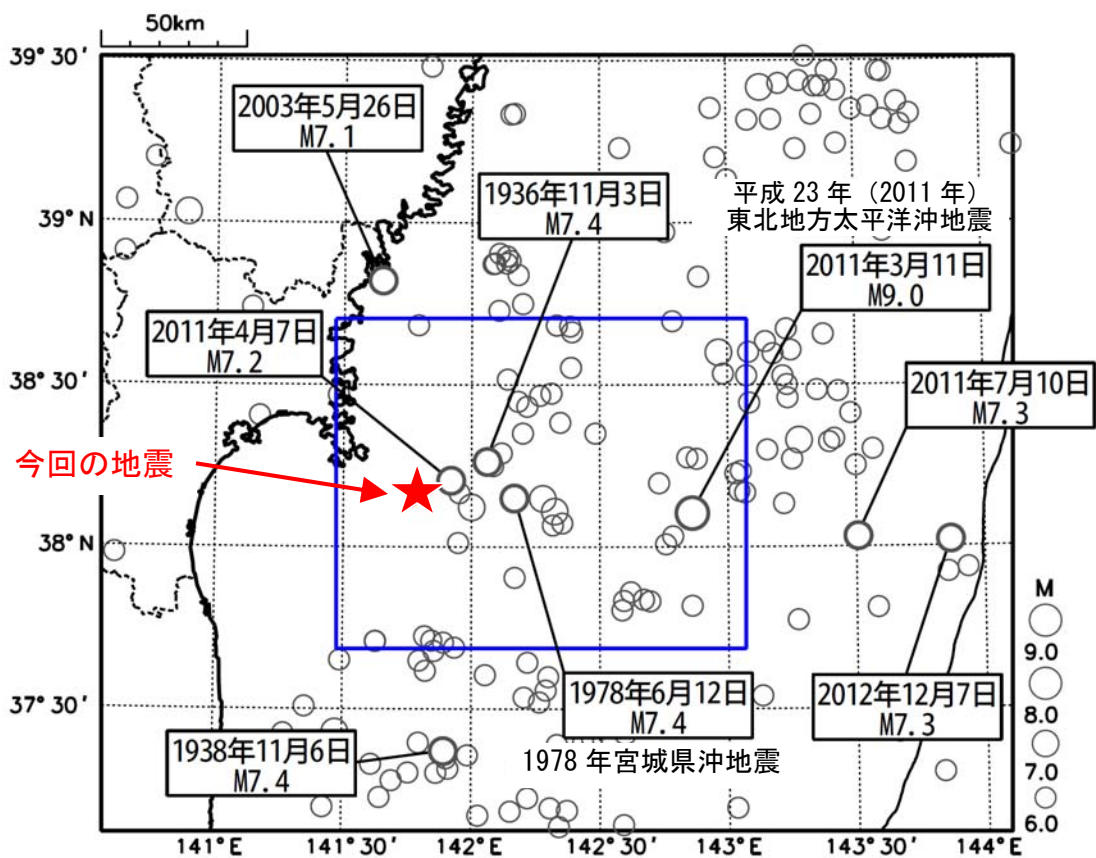 50km
39°30′
2003年5月26日
M7.1
1936年11月3日
M7.4
平成 23 年（2011 年）
東北地方太平洋沖地震
39°N
2011年3月11日
M9.0
2011年4月7日
M7.2
38°30′
2011年7月10日
M7.3
今回の地震
38°N
M
9.0
8.0
7.0
6.0
37°30′
1978年6月12日
M7.4
1978 年宮城県沖地震
2012年12月7日
M7.3
1938年11月6日
M7.4
141°E
141°30′
142°E
142°30′
143°E
143°30′
144°E